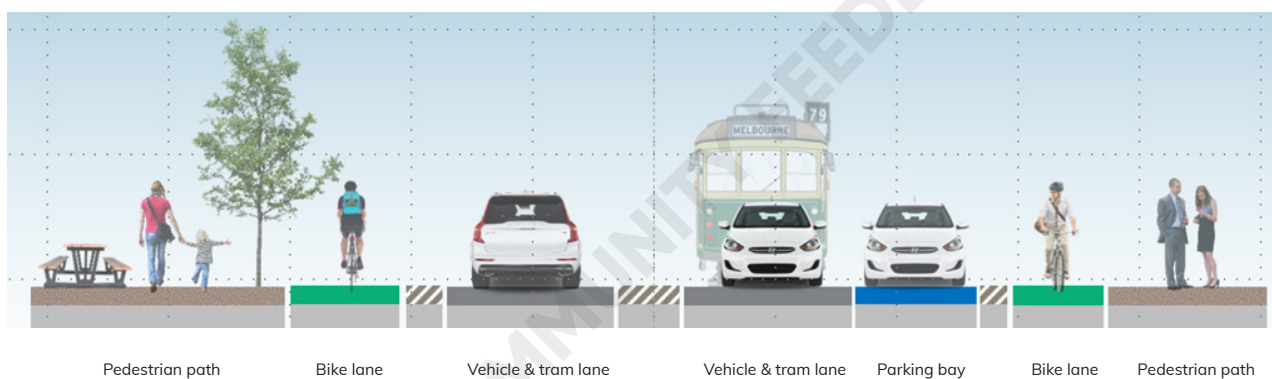 79
MELBOURNE
Pedestrian path
Bike lane
Vehicle & tram lane
Vehicle & tram lane
Parking bay
Bike lane
Pedestrian path